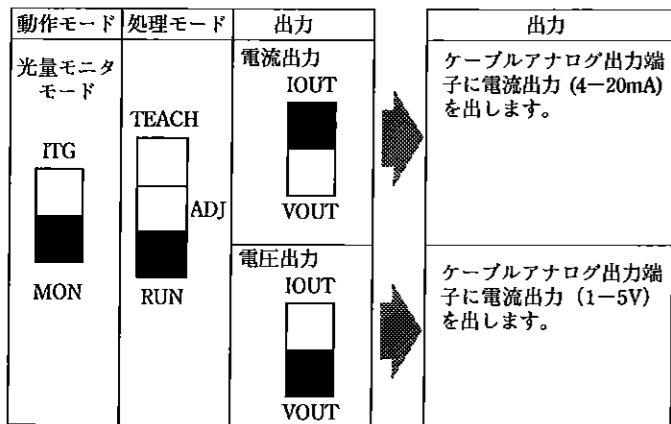 動作モード
処理モード
出力
出力
光量モニタ
モード
ITG
MON
TEACH
ADJ
RUN
電流出力
IOUT
VOUT
ケーブルアナログ出力端
子に電流出力 (4－20mA)
を出します。
電圧出力
IOUT
VOUT
ケーブルアナログ出力端
子に電流出力（1－5V）
を出します。